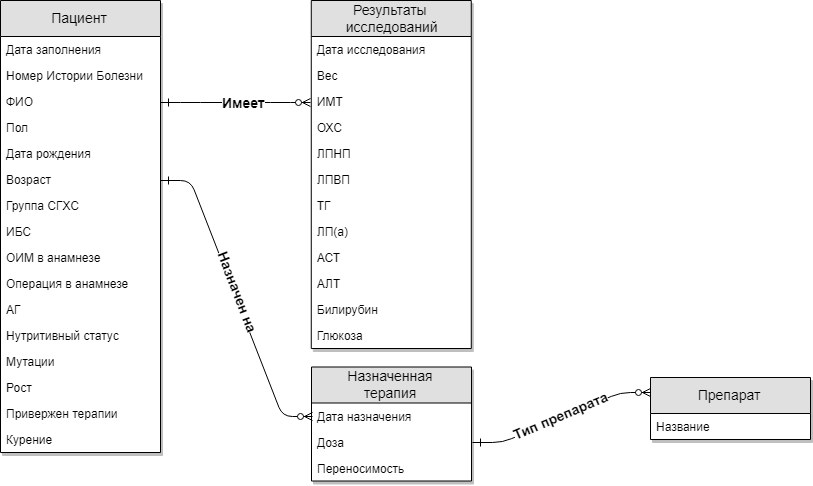 Пациент
Дата заполнения
Номер Истории Болезни
ФИО
Пол
Дата рождения
Возраст
Группа СГХС
ИБС
ОИМ в анамнезе
Операция в анамнезе
АГ
Нутритивный статус
Мутации
Рост
Привержен терапии
Курение
Имеет
Назначен на
Результаты
исследований
Дата исследования
Вес
ИМТ
ОХС
ЛПНП
ЛПВП
ТГ
ЛП(а)
АСТ
АЛТ
Билирубин
Глюкоза
Назначенная
терапия
Дата назначения
Доза
Переносимость
Тип препарата
Препарат
Название